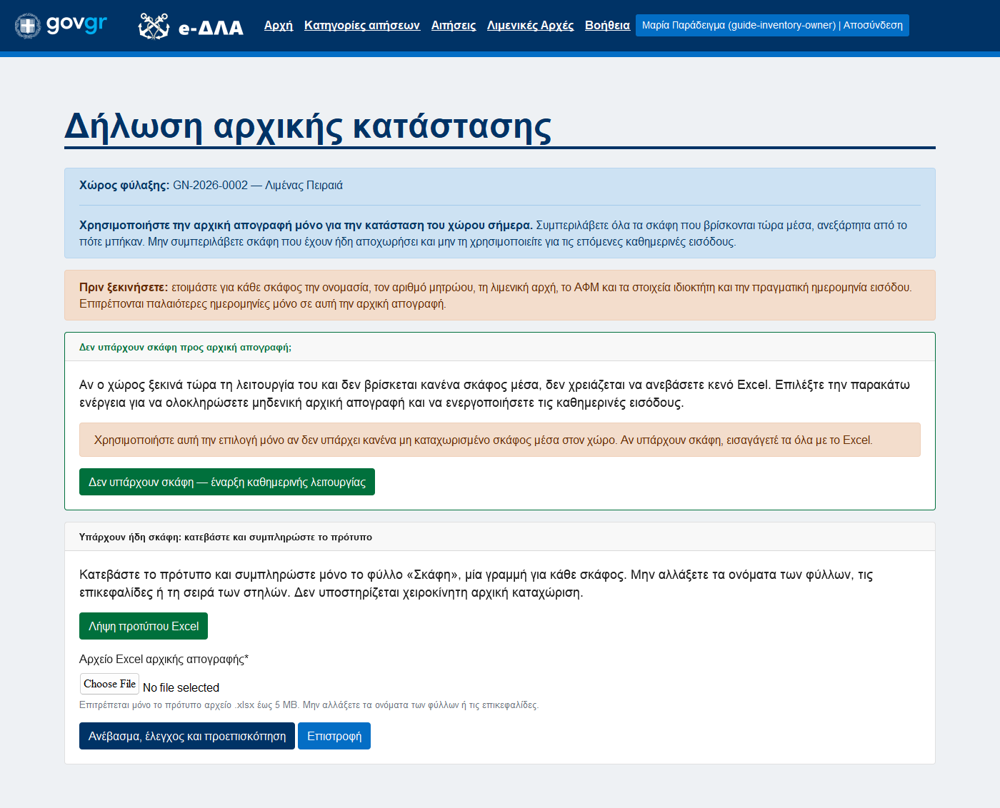 govgr
e-ΔΛΑ
Αρχή Κατηγορίες αιτήσεων Αιτήσεις Λιμενικές Αρχές Βοήθεια Μαρία Παράδειγμα (guide-inventory-owner) | Αποσύνδεση
Δήλωση αρχικής κατάστασης
Χώρος φύλαξης: GN-2026-0002 — Λιμένας Πειραιά
Χρησιμοποιήστε την αρχική απογραφή μόνο για την κατάσταση του χώρου σήμερα. Συμπεριλάβετε όλα τα σκάφη που βρίσκονται τώρα μέσα, ανεξάρτητα από το
πότε μπήκαν. Μην συμπεριλάβετε σκάφη που έχουν ήδη αποχωρήσει και μην τη χρησιμοποιείτε για τις επόμενες καθημερινές εισόδους.
Πριν ξεκινήσετε: ετοιμάστε για κάθε σκάφος την ονομασία, τον αριθμό μητρώου, τη λιμενική αρχή, το ΑΦΜ και τα στοιχεία ιδιοκτήτη και την πραγματική ημερομηνία εισόδου.
Επιτρέπονται παλαιότερες ημερομηνίες μόνο σε αυτή την αρχική απογραφή.
Δεν υπάρχουν σκάφη προς αρχική απογραφή;
Αν ο χώρος ξεκινά τώρα τη λειτουργία του και δεν βρίσκεται κανένα σκάφος μέσα, δεν χρειάζεται να ανεβάσετε κενό Excel. Επιλέξτε την παρακάτω
ενέργεια για να ολοκληρώσετε μηδενική αρχική απογραφή και να ενεργοποιήσετε τις καθημερινές εισόδους.
Χρησιμοποιήστε αυτή την επιλογή μόνο αν δεν υπάρχει κανένα μη καταχωρισμένο σκάφος μέσα στον χώρο. Αν υπάρχουν σκάφη, εισαγάγετέ τα όλα με το Excel.
Δεν υπάρχουν σκάφη — έναρξη καθημερινής λειτουργίας
Υπάρχουν ήδη σκάφη: κατεβάστε και συμπληρώστε το πρότυπο
Κατεβάστε το πρότυπο και συμπληρώστε μόνο το φύλλο «Σκάφη», μία γραμμή για κάθε σκάφος. Μην αλλάξετε τα ονόματα των φύλλων, τις
επικεφαλίδες ή τη σειρά των στηλών. Δεν υποστηρίζεται χειροκίνητη αρχική καταχώριση.
Λήψη προτύπου Excel
Αρχείο Excel αρχικής απογραφής*
Choose File No file selected
Επιτρέπεται μόνο το πρότυπο αρχείο .xlsx έως 5 MB. Μην αλλάξετε τα ονόματα των φύλλων ή τις επικεφαλίδες.
Ανέβασμα, έλεγχος και προεπισκόπηση Επιστροφή